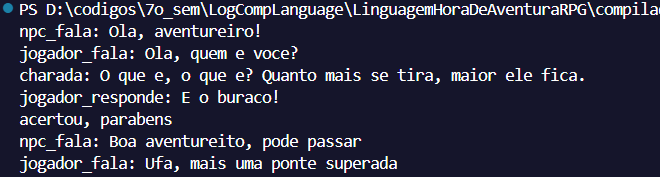 PS D:\codigos\7o_sem\LogCompLanguage\LinguagemHoraDeAventuraRPG\compila
npc_fala: Ola, aventureiro!
jogador_fala: Ola, quem e voce?
charada: O que e, o que e? Quanto mais se tira, maior ele fica.
jogador_responde: E o buraco!
acertou, parabens
npc_fala: Boa aventureito, pode passar
jogador_fala: Ufa, mais uma ponte superada